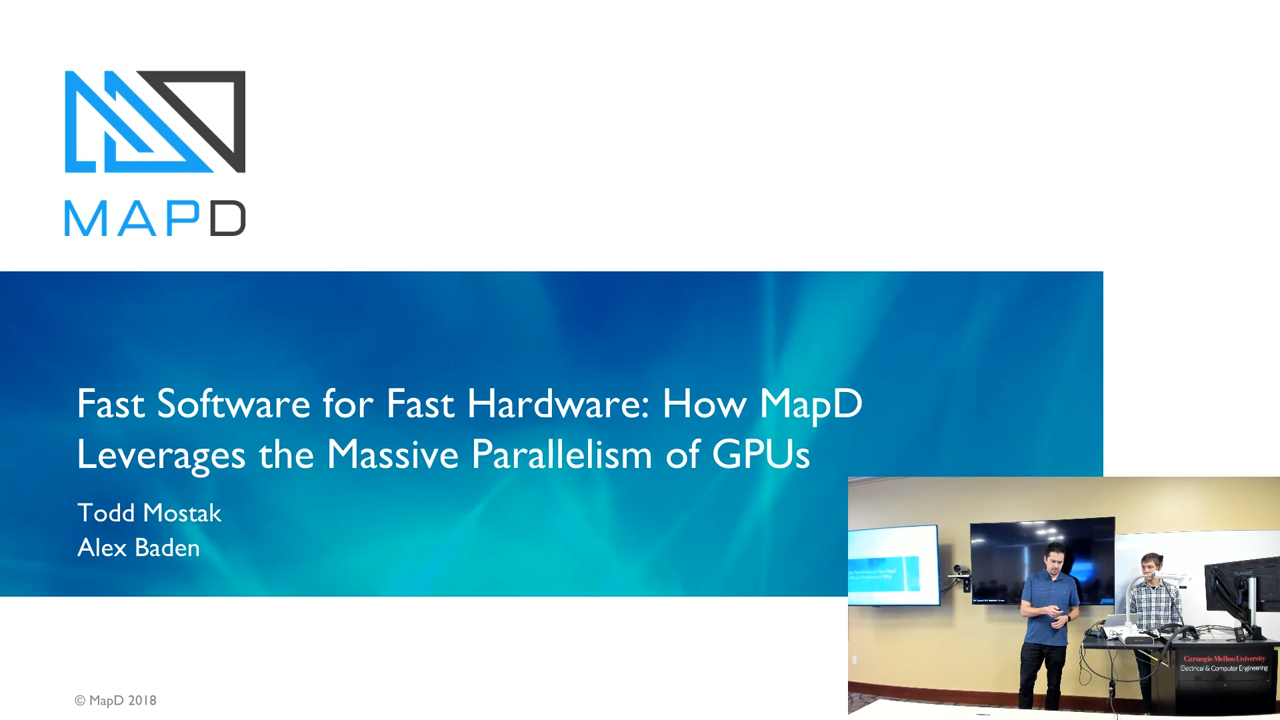 MAPD
Fast Software for Fast Hardware: How MapD
Leverages the Massive Parallelism of GPUs
Todd Mostak
Alex Baden
Carnegie Mellon University
Electrical & Computer Engineering
© MapD 2018